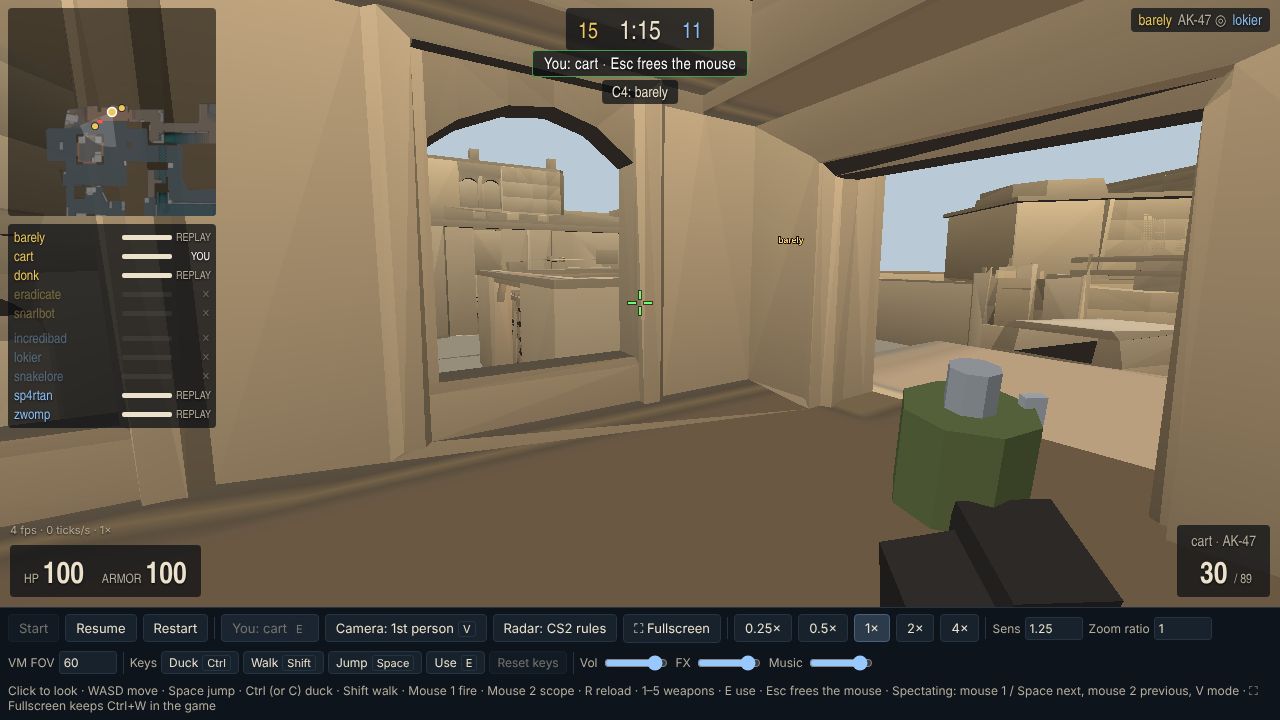 15 1:15 11
You: cart · Esc frees the mouse
C4: barely
barely AK-47 lokier
barely REPLAY
cart YOU
donk REPLAY
eradicate ×
snarlbot ×
incredibad ×
lokier ×
snakelore ×
sp4rtan REPLAY
zwomp REPLAY
barely
4 fps · 0 ticks/s · 1×
HP 100 ARMOR 100
cart · AK-47
30 / 89
Start Resume Restart You: cart E Camera: 1st person V Radar: CS2 rules Fullscreen 0.25× 0.5× 1× 2× 4× Sens 1.25 Zoom ratio 1
VM FOV 60 Keys Duck Ctrl Walk Shift Jump Space Use E Reset keys Vol FX Music
Click to look · WASD move · Space jump · Ctrl (or C) duck · Shift walk · Mouse 1 fire · Mouse 2 scope · R reload · 1–5 weapons · E use · Esc frees the mouse · Spectating: mouse 1 / Space next, mouse 2 previous, V mode · ⛶
Fullscreen keeps Ctrl+W in the game